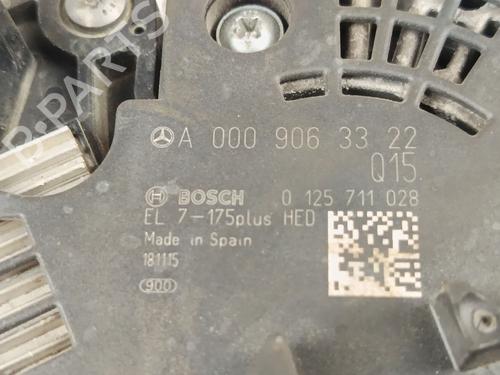 A 000 906 33 22
Q15
BOSCH 0 125 711 028
EL 7-175plus HED
Made in Spain
181115
900
B-PARTS